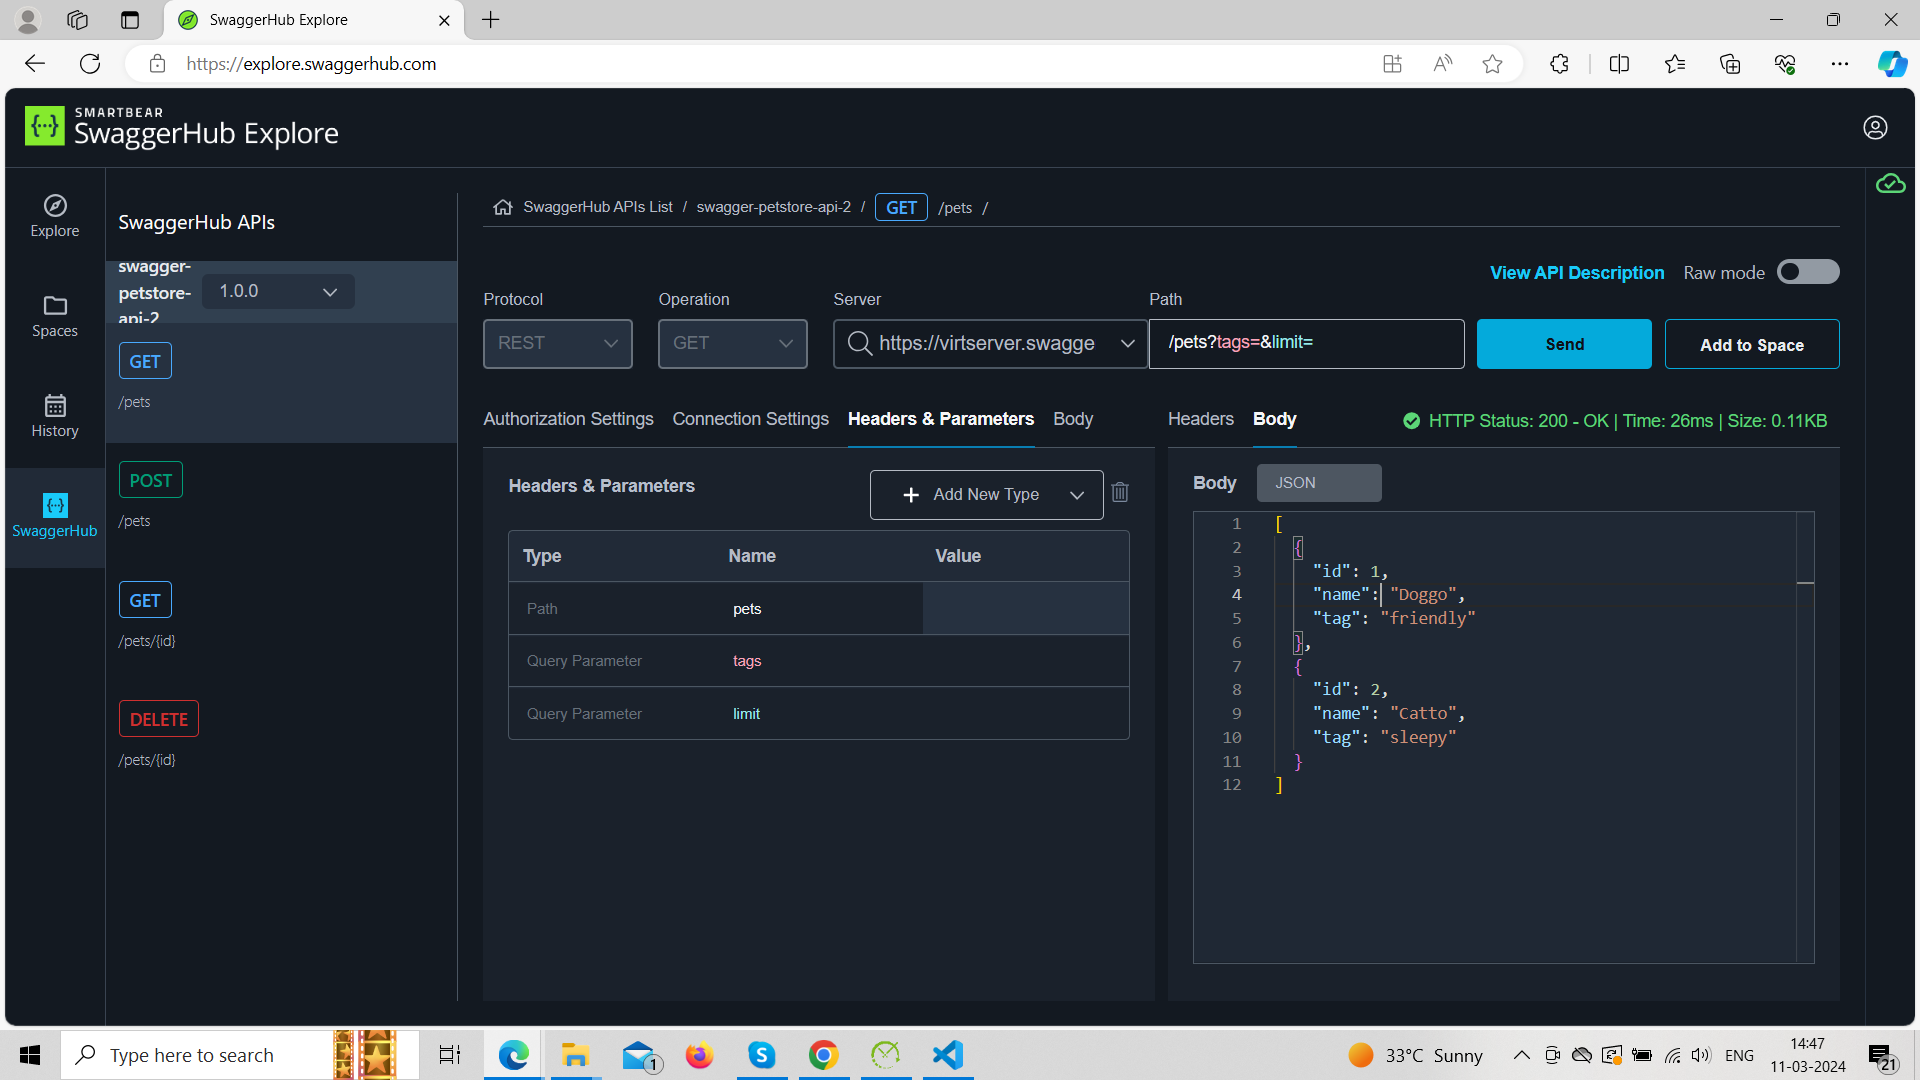 SwaggerHub Explore
https://explore.swaggerhub.com
SMARTBEAR
SwaggerHub Explore
Explore
Spaces
History
SwaggerHub
SwaggerHub APIs
swagger-
petstore-
api-2
1.0.0
GET
/pets
POST
/pets
GET
/pets/{id}
DELETE
/pets/{id}
SwaggerHub APIs List / swagger-petstore-api-2 / GET /pets /
View API Description Raw mode
Protocol Operation Server Path
REST GET https://virtserver.swagge /pets?tags=&limit= Send Add to Space
Authorization Settings Connection Settings Headers & Parameters Body
Headers & Parameters
Add New Type
Type Name Value
Path pets
Query Parameter tags
Query Parameter limit
Headers Body HTTP Status: 200 - OK | Time: 26ms | Size: 0.11KB
Body JSON
1 [
2 {
3 "id": 1,
4 "name": "Doggo",
5 "tag": "friendly"
6 },
7 {
8 "id": 2,
9 "name": "Catto",
10 "tag": "sleepy"
11 }
12 ]
Type here to search
1
33°C Sunny
ENG
14:47
11-03-2024
21